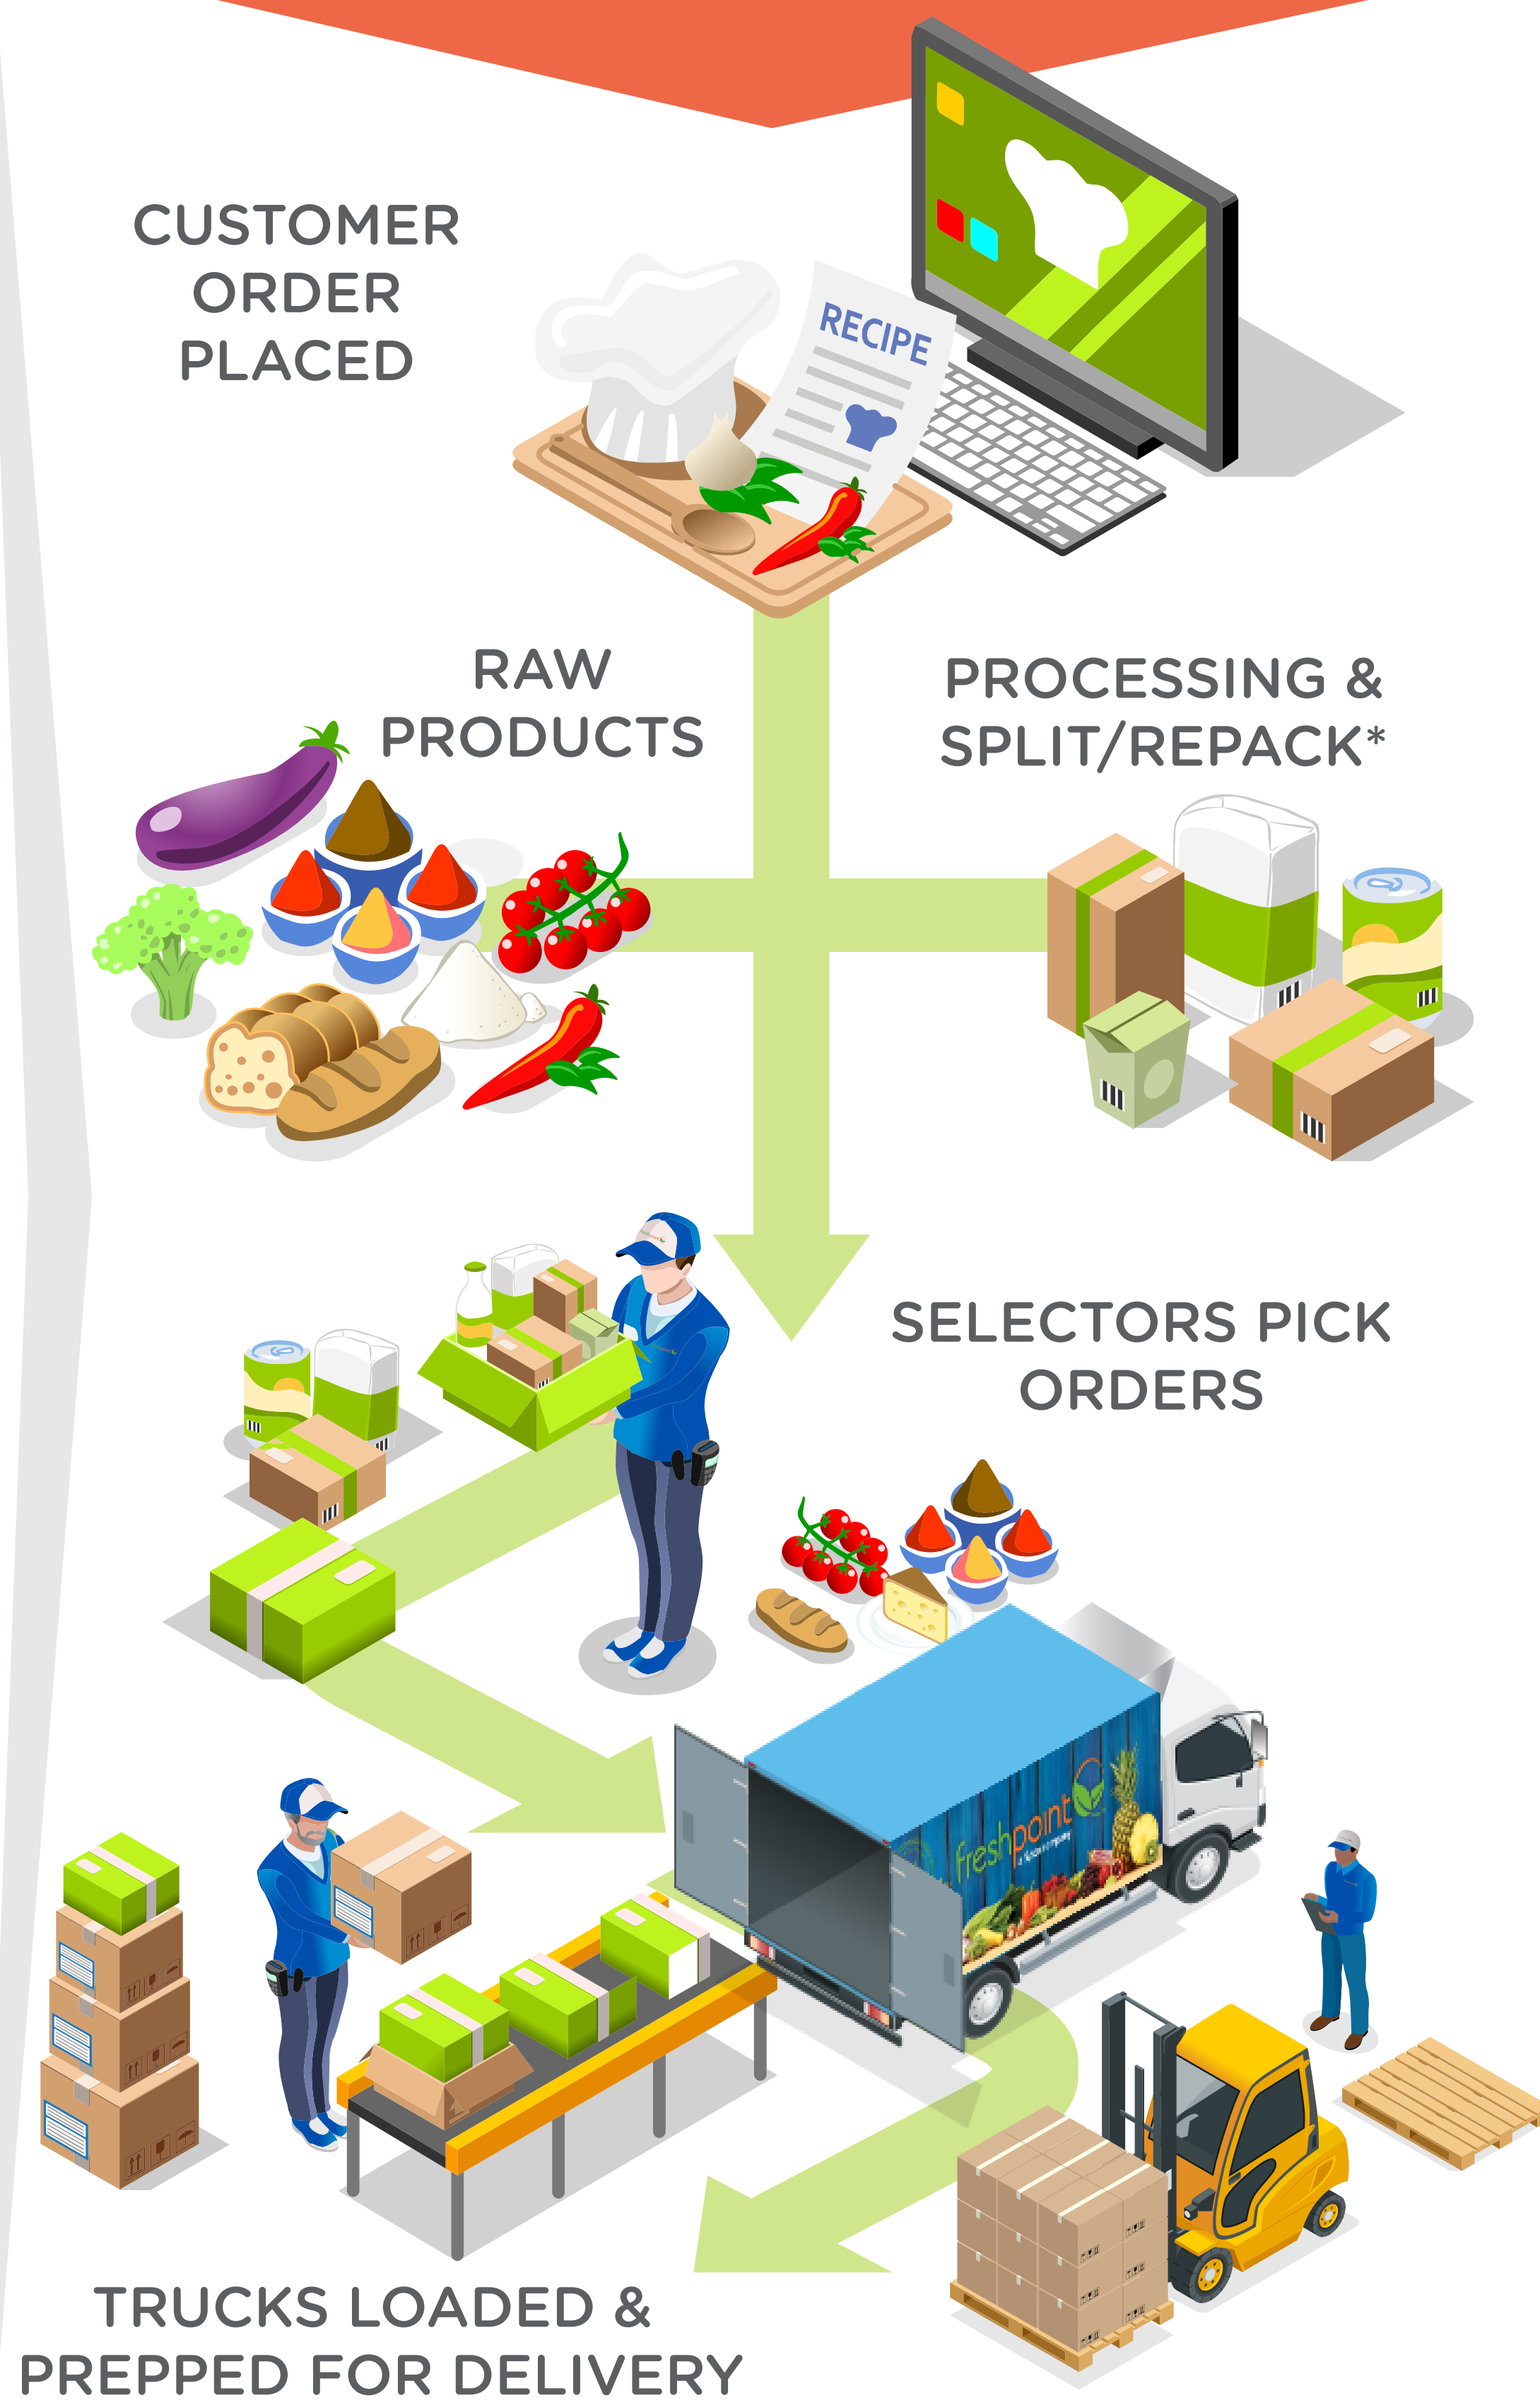 CUSTOMER
ORDER
PLACED
RECIPE
RAW
PRODUCTS
PROCESSING &
SPLIT/REPACK*
SELECTORS PICK
ORDERS
freshpoint
TRUCKS LOADED &
PREPPED FOR DELIVERY